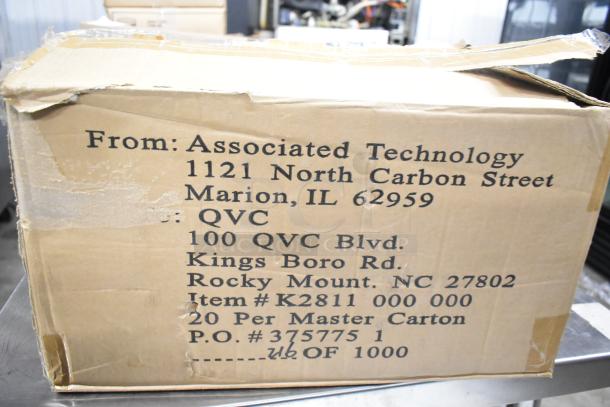 From: Associated Technology
1121 North Carbon Street
Marion, IL 62959
: QVC
100 QVC Blvd.
Kings Boro Rd.
Rocky Mount. NC 27802
Item # K2811 000 000
20 Per Master Carton
P.O. # 375775 1
OF 1000